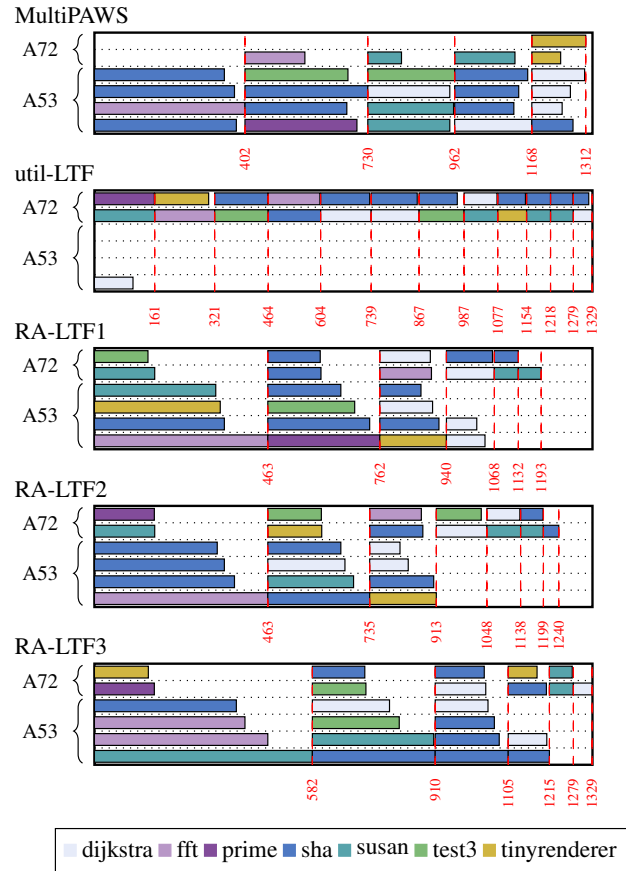 MultiPAWS
A72
A53
402 730 962 1168 1312
util-LTF
A72
A53
161 321 464 604 739 867 987 1077 1154 1218 1279 1329
RA-LTF1
A72
A53
463 762 940 1068 1132 1193
RA-LTF2
A72
A53
463 735 913 1048 1138 1199 1240
RA-LTF3
A72
A53
582 910 1105 1215 1279 1329
dijkstra fft prime sha susan test3 tinyrenderer